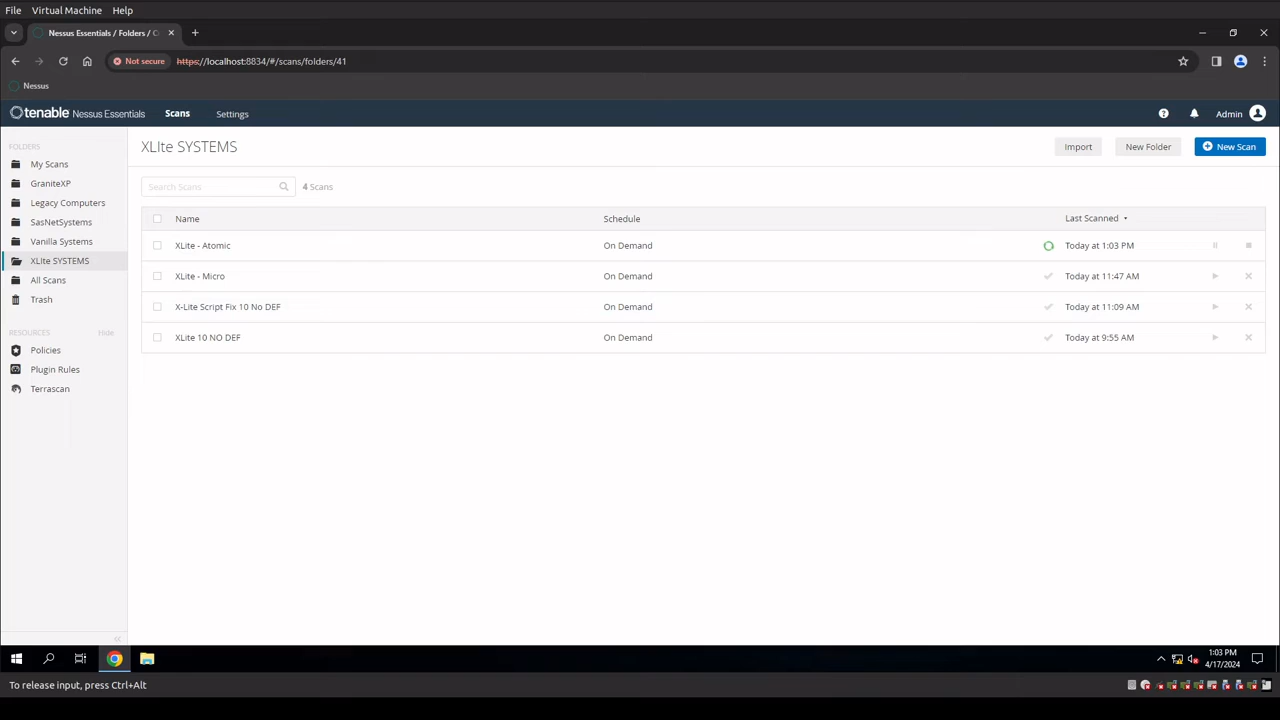 File Virtual Machine Help
Nessus Essentials / Folders / C
Not secure https://localhost:8834/#/scans/folders/41
Nessus
tenable Nessus Essentials Scans Settings Admin
FOLDERS
My Scans
GraniteXP
Legacy Computers
SasNetSystems
Vanilla Systems
XLIte SYSTEMS
All Scans
Trash
RESOURCES Hide
Policies
Plugin Rules
Terrascan
XLIte SYSTEMS Import New Folder New Scan
Search Scans 4 Scans
Name Schedule Last Scanned
XLite - Atomic On Demand Today at 1:03 PM
XLite - Micro On Demand Today at 11:47 AM
X-Lite Script Fix 10 No DEF On Demand Today at 11:09 AM
XLite 10 NO DEF On Demand Today at 9:55 AM
1:03 PM
4/17/2024
To release input, press Ctrl+Alt